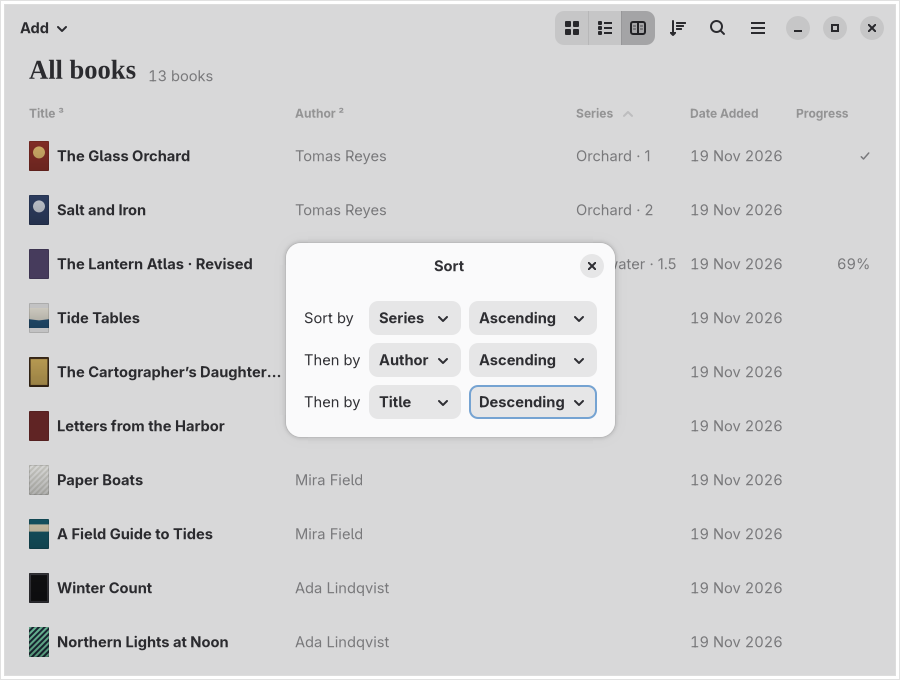 Add
All books 13 books
Title ³ Author ² Series Date Added Progress
The Glass Orchard Tomas Reyes Orchard · 1 19 Nov 2026
Salt and Iron Tomas Reyes Orchard · 2 19 Nov 2026
The Lantern Atlas · Revised · 1.5 19 Nov 2026 69%
Tide Tables 19 Nov 2026
The Cartographer’s Daughter… 19 Nov 2026
Letters from the Harbor 19 Nov 2026
Paper Boats Mira Field 19 Nov 2026
A Field Guide to Tides Mira Field 19 Nov 2026
Winter Count Ada Lindqvist 19 Nov 2026
Northern Lights at Noon Ada Lindqvist 19 Nov 2026
Sort
Sort by Series Ascending
Then by Author Ascending
Then by Title Descending